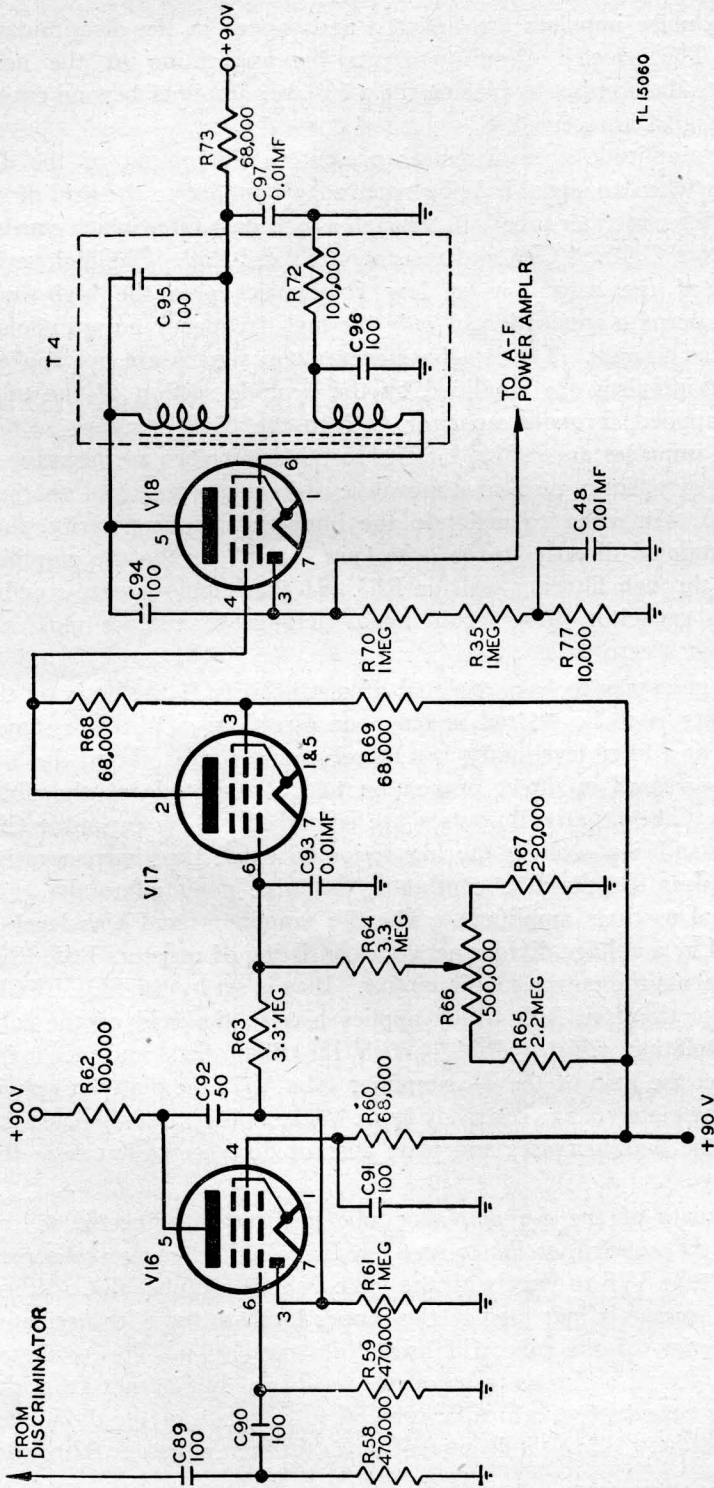 FROM
DISCRIMINATOR
C89
100
C90
100
R58
470,000
R59
470,000
R61
1MEG
V16
5
6
3
4
1
7
+90V
R62
100,000
C92
50
C91
100
R60
68,000
R63
3.3 MEG
C93
0.01MF
R64
3.3
MEG
R66
500,000
R65
2.2MEG
R67
220,000
+90 V
V17
2
6
3
7
1&5
R68
68,000
R69
68,000
C94
100
V18
5
4
3
6
1
7
R70
1MEG
R35
1MEG
R77
10,000
C48
0.01MF
TO A-F
POWER AMPLR
T4
C95
100
R72
100,000
C96
100
R73
68,000
+90V
C97
0.01MF
TL15060